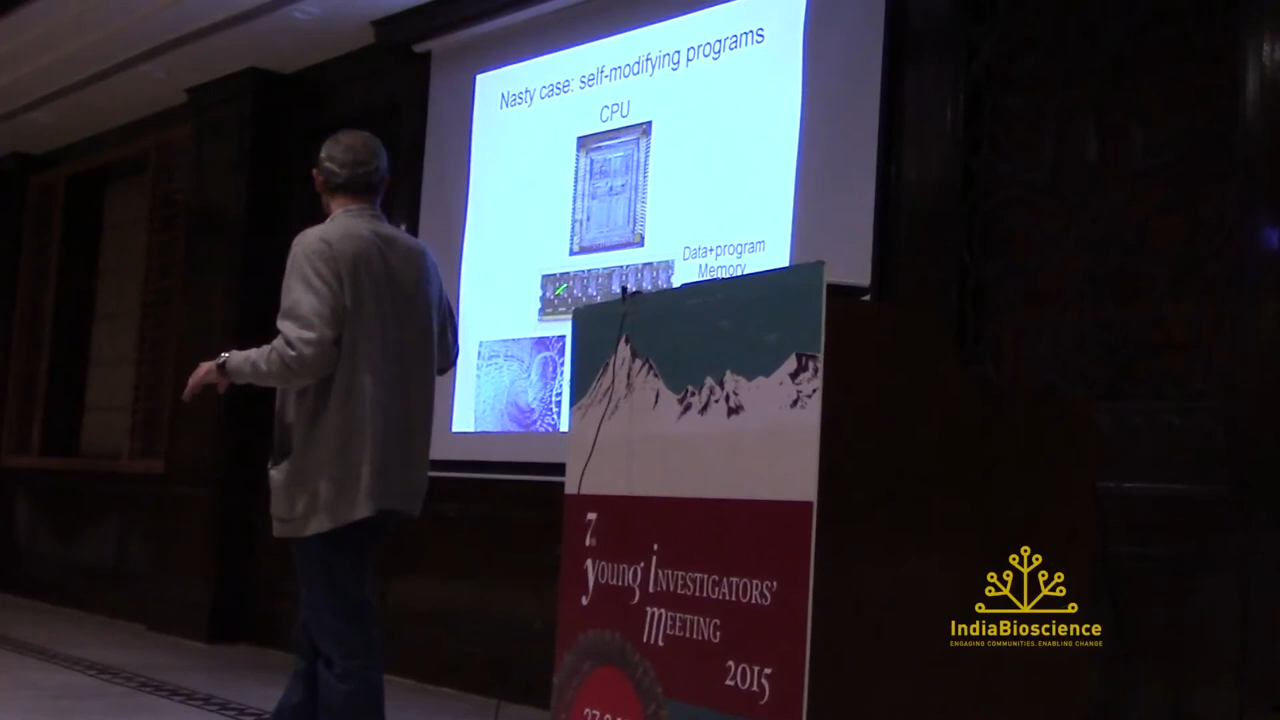 Nasty case: self-modifying programs
CPU
Data+program
Memory
7th
Young Investigators'
Meeting
2015
IndiaBioscience
ENGAGING COMMUNITIES. ENABLING CHANGE